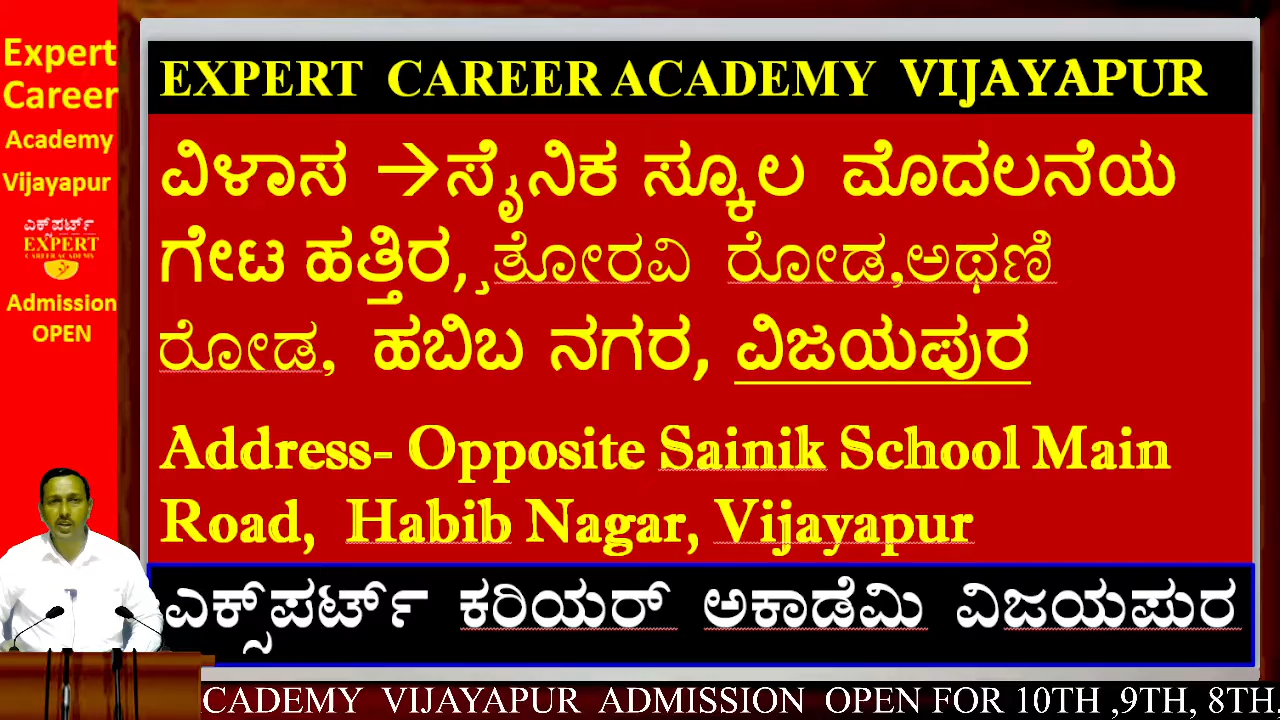 Expert
Career
Academy
Vijayapur
ಎಕ್ಸ್‌ಪರ್ಟ್
EXPERT
CAREER ACADEMY
Admission
OPEN
EXPERT CAREER ACADEMY VIJAYAPUR
ವಿಳಾಸ →ಸೈನಿಕ ಸ್ಕೂಲ ಮೊದಲನೆಯ
ಗೇಟ ಹತ್ತಿರ, ,ತೋರವಿ ರೋಡ,ಅಥಣಿ
ರೋಡ, ಹಬಿಬ ನಗರ, ವಿಜಯಪುರ
Address- Opposite Sainik School Main
Road, Habib Nagar, Vijayapur
ಎಕ್ಸ್‌ಪರ್ಟ್ ಕರಿಯರ್ ಅಕಾಡೆಮಿ ವಿಜಯಪುರ
CADEMY VIJAYAPUR ADMISSION OPEN FOR 10TH ,9TH, 8TH,